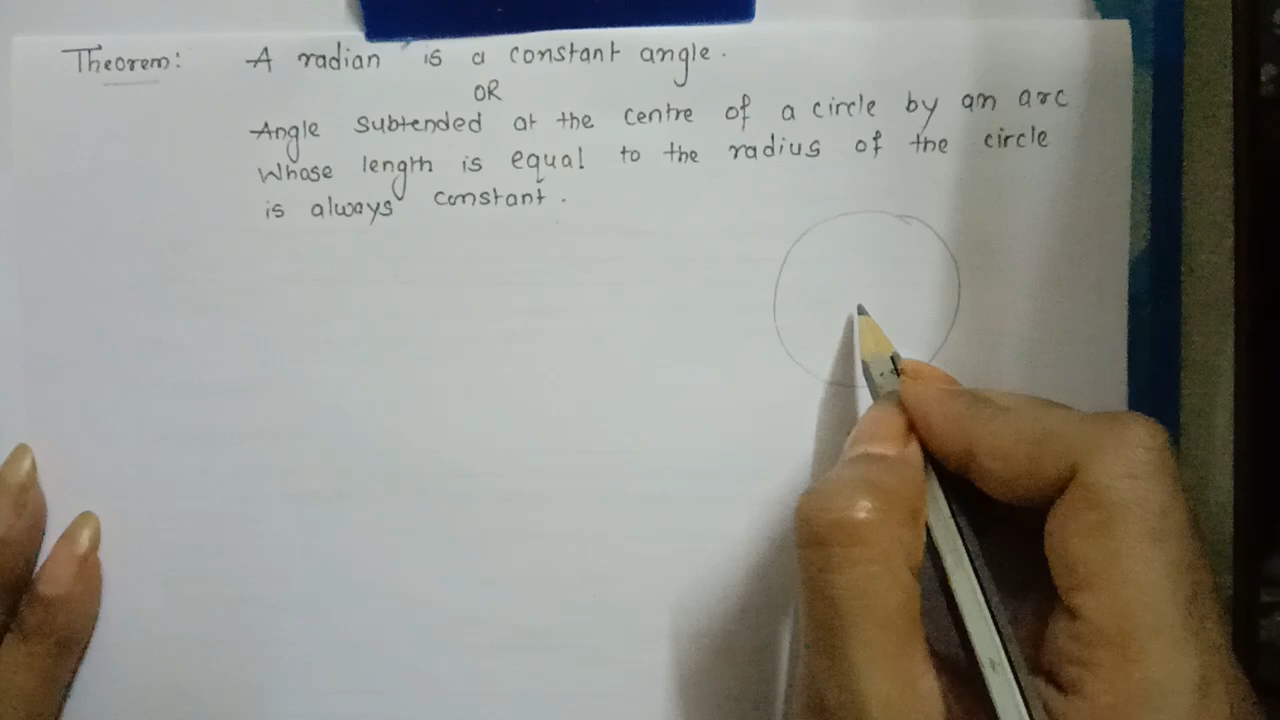 Theorem: A radian is a constant angle.
OR
Angle subtended at the centre of a circle by an arc
whose length is equal to the radius of the circle
is always constant.